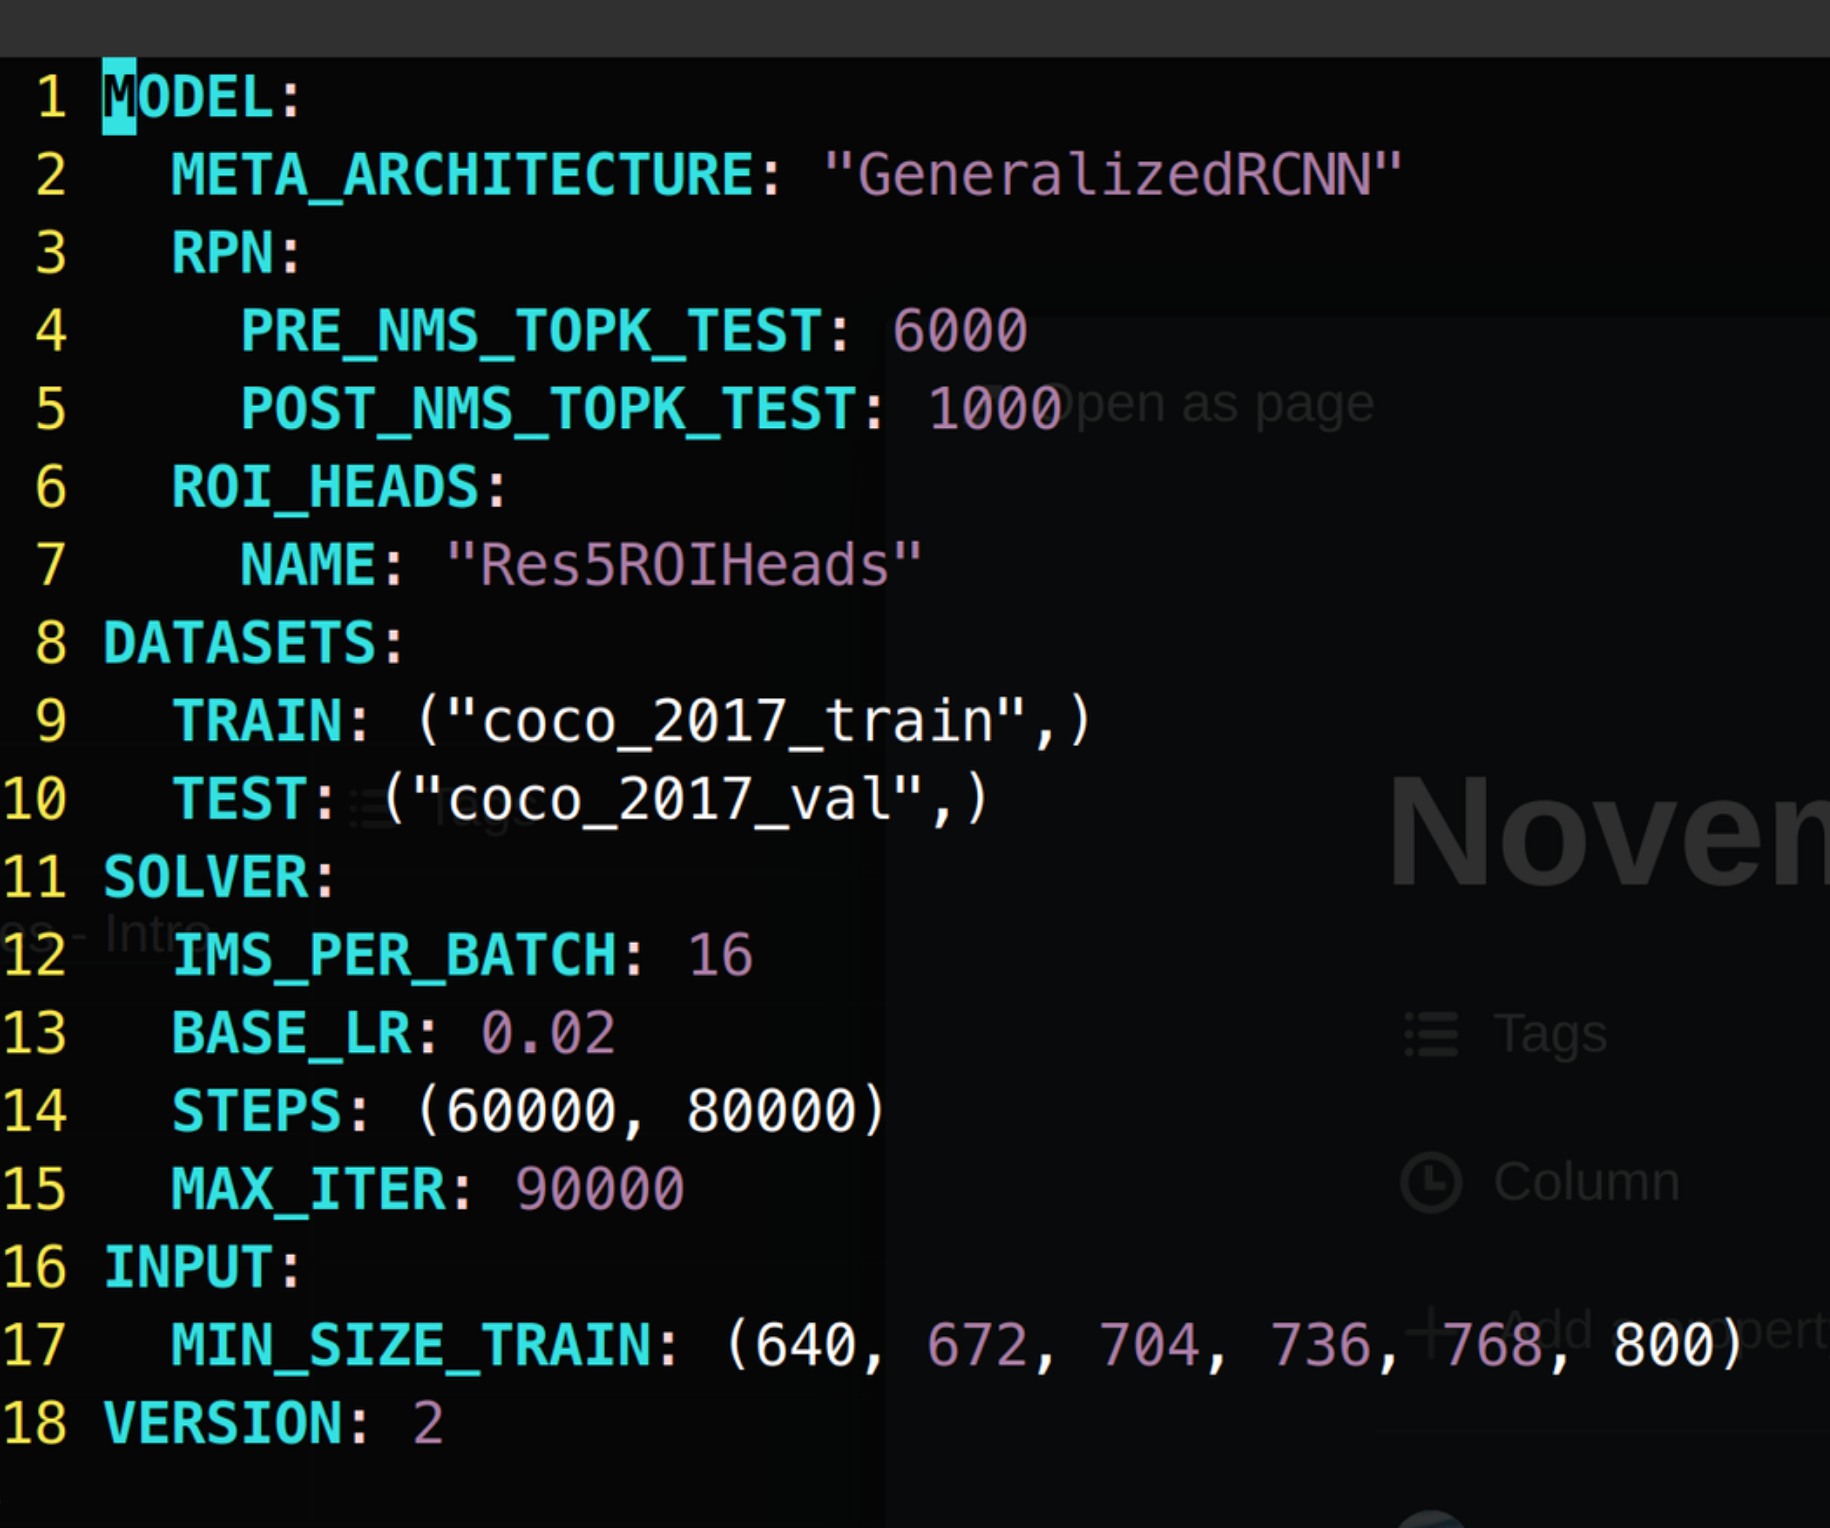 1 MODEL:
2   META_ARCHITECTURE: "GeneralizedRCNN"
3   RPN:
4     PRE_NMS_TOPK_TEST: 6000
5     POST_NMS_TOPK_TEST: 1000
Open as page
6   ROI_HEADS:
7     NAME: "Res5ROIHeads"
8 DATASETS:
9   TRAIN: ("coco_2017_train",)
10   TEST: ("coco_2017_val",)
Tags
11 SOLVER:
- Intro
12   IMS_PER_BATCH: 16
13   BASE_LR: 0.02
Tags
14   STEPS: (60000, 80000)
15   MAX_ITER: 90000
Column
16 INPUT:
17   MIN_SIZE_TRAIN: (640, 672, 704, 736, 768, 800)
18 VERSION: 2